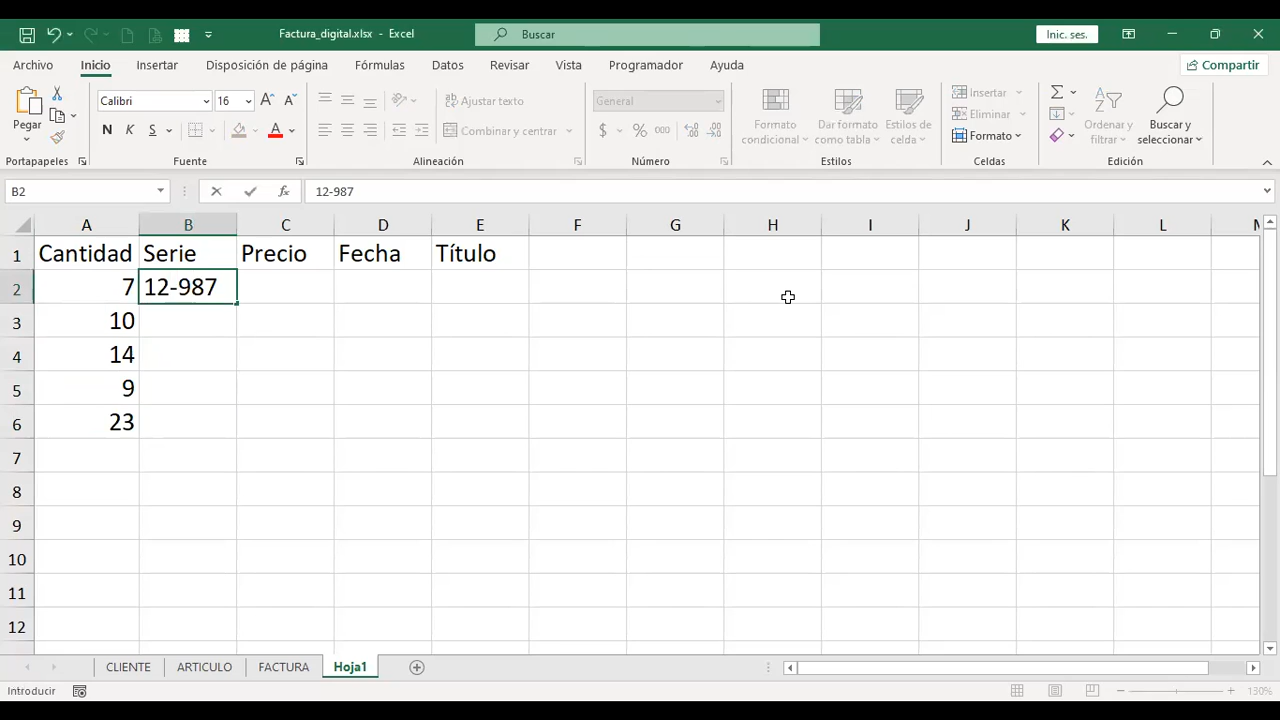 Factura_digital.xlsx - Excel
Buscar
Inic. ses.
Archivo Inicio Insertar Disposición de página Fórmulas Datos Revisar Vista Programador Ayuda
Compartir
Pegar
Calibri 16
N K S
Ajustar texto
Combinar y centrar
General
$ % 000
Formato condicional
Dar formato como tabla
Estilos de celda
Insertar
Eliminar
Formato
Ordenar y filtrar
Buscar y seleccionar
Portapapeles Fuente Alineación Número Estilos Celdas Edición
B2 fx 12-987
A B C D E F G H I J K L M
1 Cantidad Serie Precio Fecha Título
2 7 12-987
3 10
4 14
5 9
6 23
7
8
9
10
11
12
CLIENTE ARTICULO FACTURA Hoja1
Introducir
130%